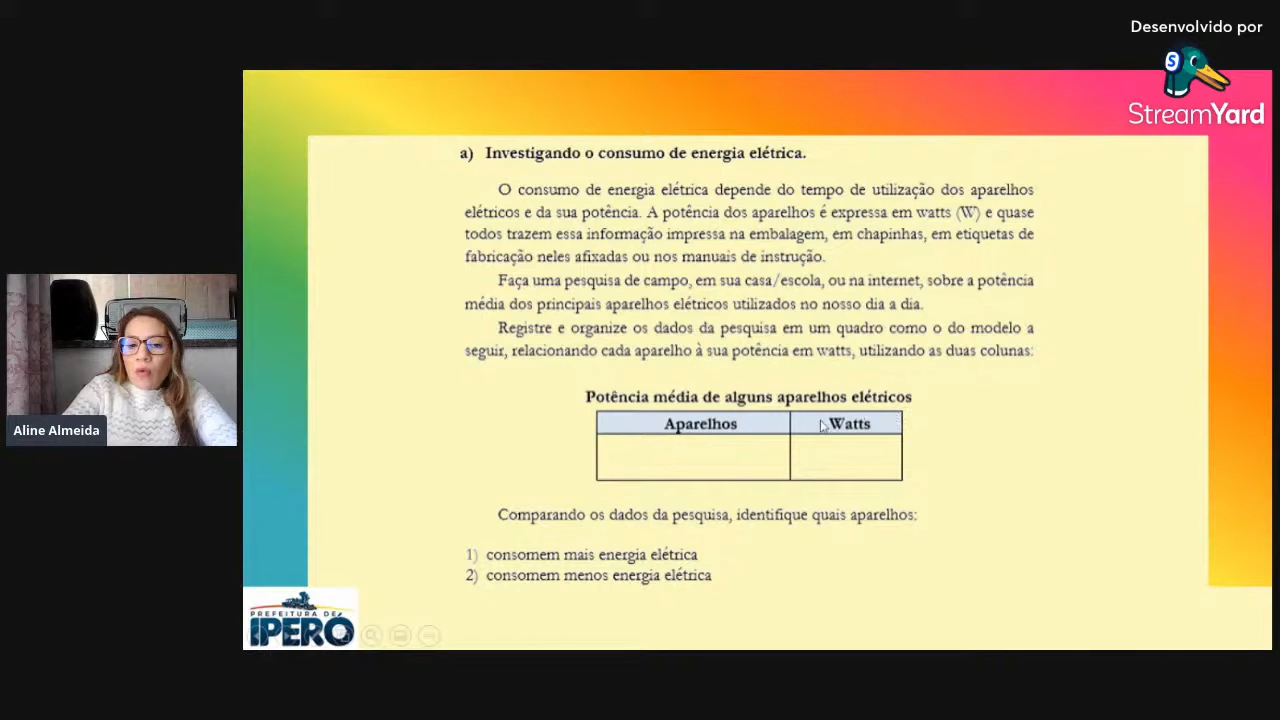 Desenvolvido por
StreamYard
a) Investigando o consumo de energia elétrica.
O consumo de energia elétrica depende do tempo de utilização dos aparelhos
elétricos e da sua potência. A potência dos aparelhos é expressa em watts (W) e quase
todos trazem essa informação impressa na embalagem, em chapinhas, em etiquetas de
fabricação neles afixadas ou nos manuais de instrução.
Faça uma pesquisa de campo, em sua casa/escola, ou na internet, sobre a potência
média dos principais aparelhos elétricos utilizados no nosso dia a dia.
Registre e organize os dados da pesquisa em um quadro como o do modelo a
seguir, relacionando cada aparelho à sua potência em watts, utilizando as duas colunas:
Potência média de alguns aparelhos elétricos
Aparelhos Watts
Comparando os dados da pesquisa, identifique quais aparelhos:
1) consomem mais energia elétrica
2) consomem menos energia elétrica
Aline Almeida
PREFEITURA DE
IPERÓ